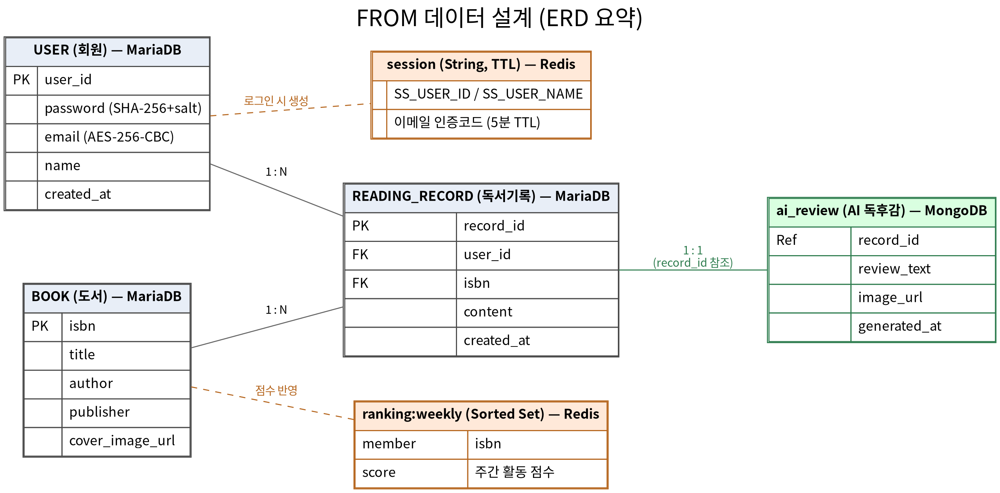 FROM 데이터 설계 (ERD 요약)
USER (회원) — MariaDB
PK user_id
password (SHA-256+salt)
email (AES-256-CBC)
name
created_at
로그인 시 생성
session (String, TTL) — Redis
SS_USER_ID / SS_USER_NAME
이메일 인증코드 (5분 TTL)
1 : N
READING_RECORD (독서기록) — MariaDB
PK record_id
FK user_id
FK isbn
content
created_at
1 : 1
(record_id 참조)
ai_review (AI 독후감) — MongoDB
Ref record_id
review_text
image_url
generated_at
BOOK (도서) — MariaDB
PK isbn
title
author
publisher
cover_image_url
1 : N
점수 반영
ranking:weekly (Sorted Set) — Redis
member isbn
score 주간 활동 점수